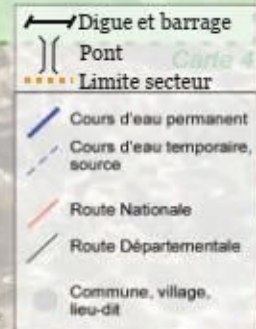 Digue et barrage
Pont
Carte 4
Limite secteur
Cours d'eau permanent
Cours d'eau temporaire,
source
Route Nationale
Route Départementale
Commune, village,
lieu-dit